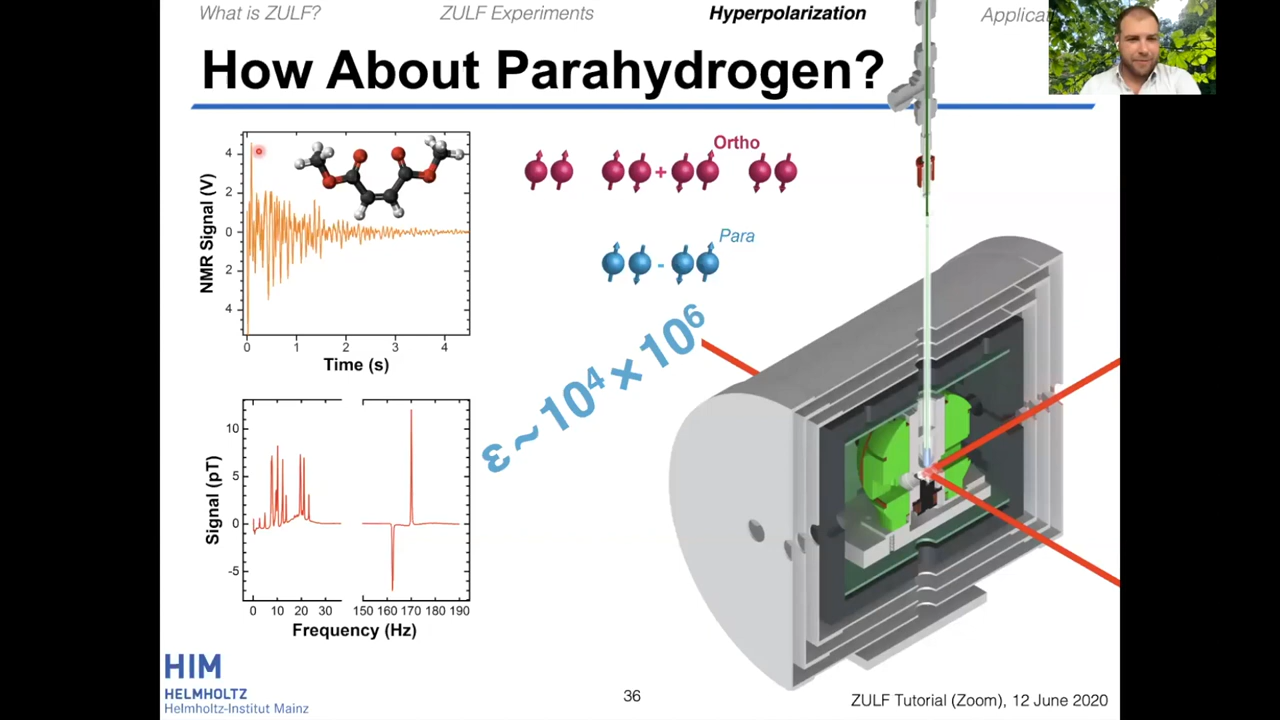 What is ZULF?
ZULF Experiments
Hyperpolarization
Applicat
How About Parahydrogen?
NMR Signal (V)
4
2
0
2
4
0 1 2 3 4
Time (s)
Ortho
+
Para
-
ε ~ 10⁴ × 10⁶
Signal (pT)
10
5
0
-5
0 10 20 30 150 160 170 180 190
Frequency (Hz)
HIM
HELMHOLTZ
Helmholtz-Institut Mainz
36
ZULF Tutorial (Zoom), 12 June 2020